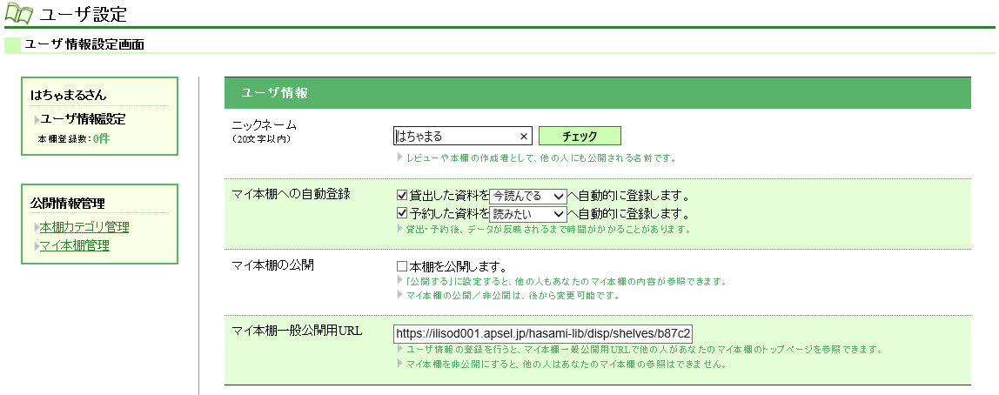 ユーザ設定
ユーザ情報設定画面
はちゃまるさん
ユーザ情報設定
本棚登録数：0件
公開情報管理
本棚カテゴリ管理
マイ本棚管理
ユーザ情報
ニックネーム
（20文字以内）
はちゃまる ×
チェック
レビューや本棚の作成者として、他の人にも公開される名前です。
マイ本棚への自動登録
貸出した資料を 今読んでる へ自動的に登録します。
予約した資料を 読みたい へ自動的に登録します。
貸出・予約後、データが反映されるまで時間がかかることがあります。
マイ本棚の公開
本棚を公開します。
「公開する」に設定すると、他の人もあなたのマイ本棚の内容が参照できます。
マイ本棚の公開／非公開は、後から変更可能です。
マイ本棚一般公開用URL
https://ilisod001.apsel.jp/hasami-lib/disp/shelves/b87c2
ユーザ情報の登録を行うと、マイ本棚一般公開用URLで他の人があなたのマイ本棚のトップページを参照できます。
マイ本棚を非公開にすると、他の人はあなたのマイ本棚の参照はできません。